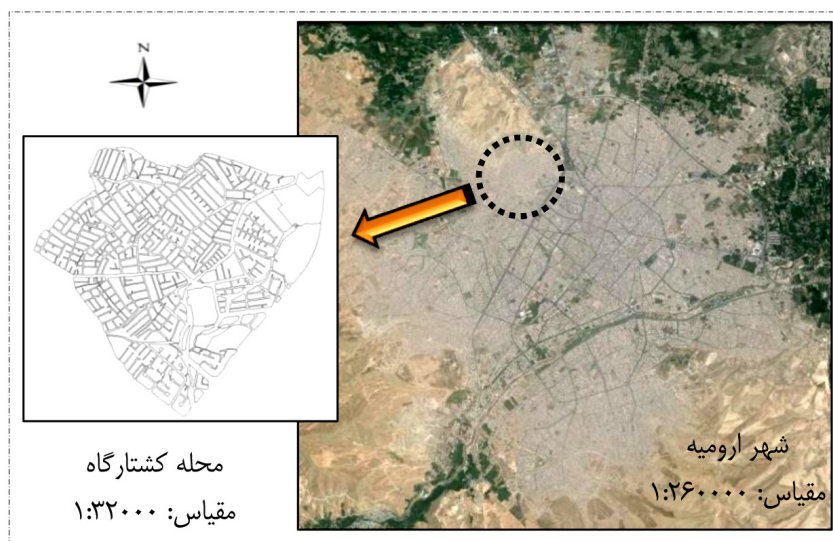 N
شهر ارومیه
مقیاس: ۱:۲۶۰۰۰۰
محله کشتارگاه
مقیاس: ۱:۳۲۰۰۰